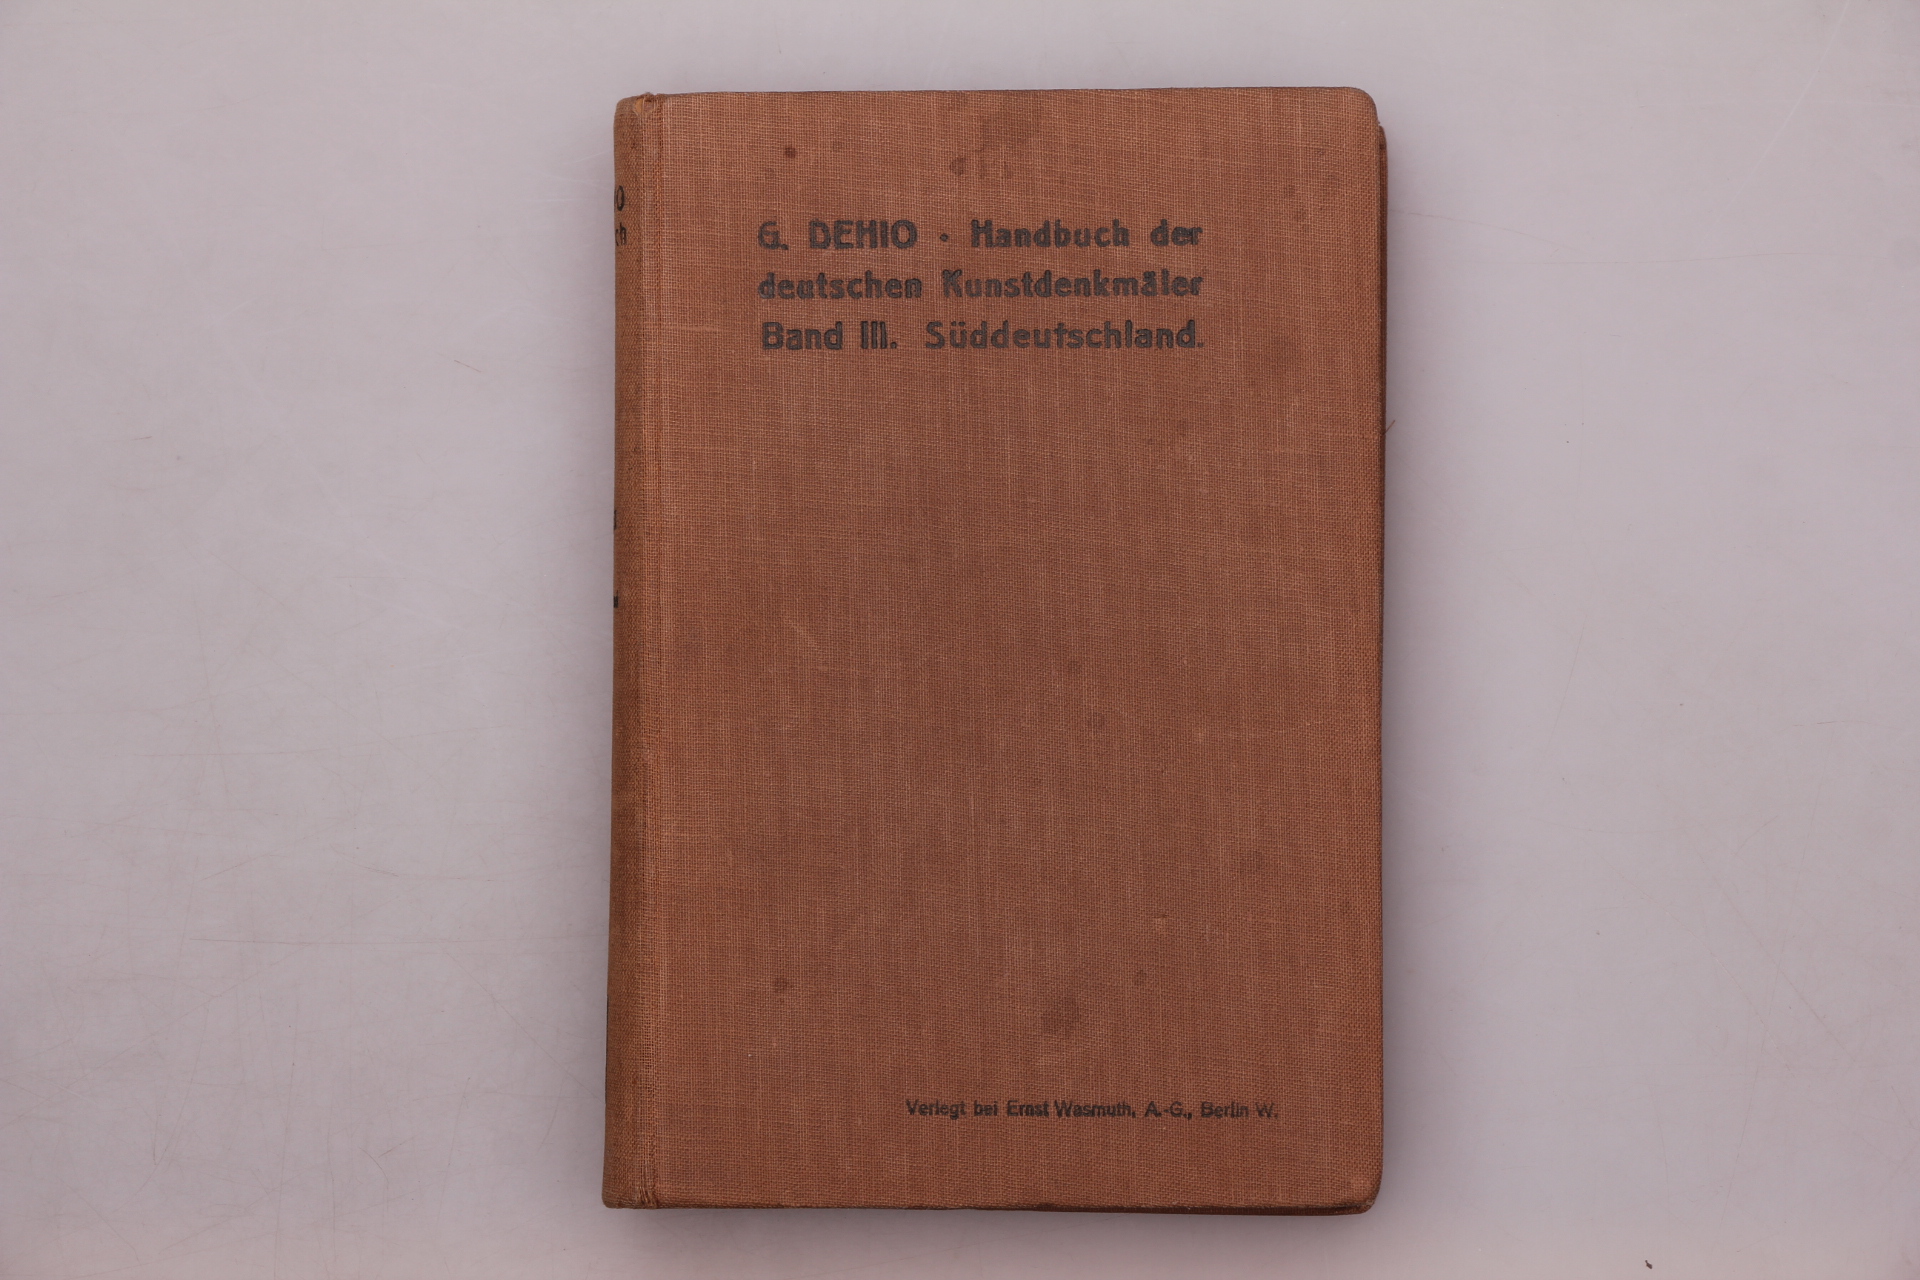 G. DEHIO · Handbuch der
deutschen Kunstdenkmäler
Band III. Süddeutschland.
Verlegt bei Ernst Wasmuth, A.-G., Berlin W.